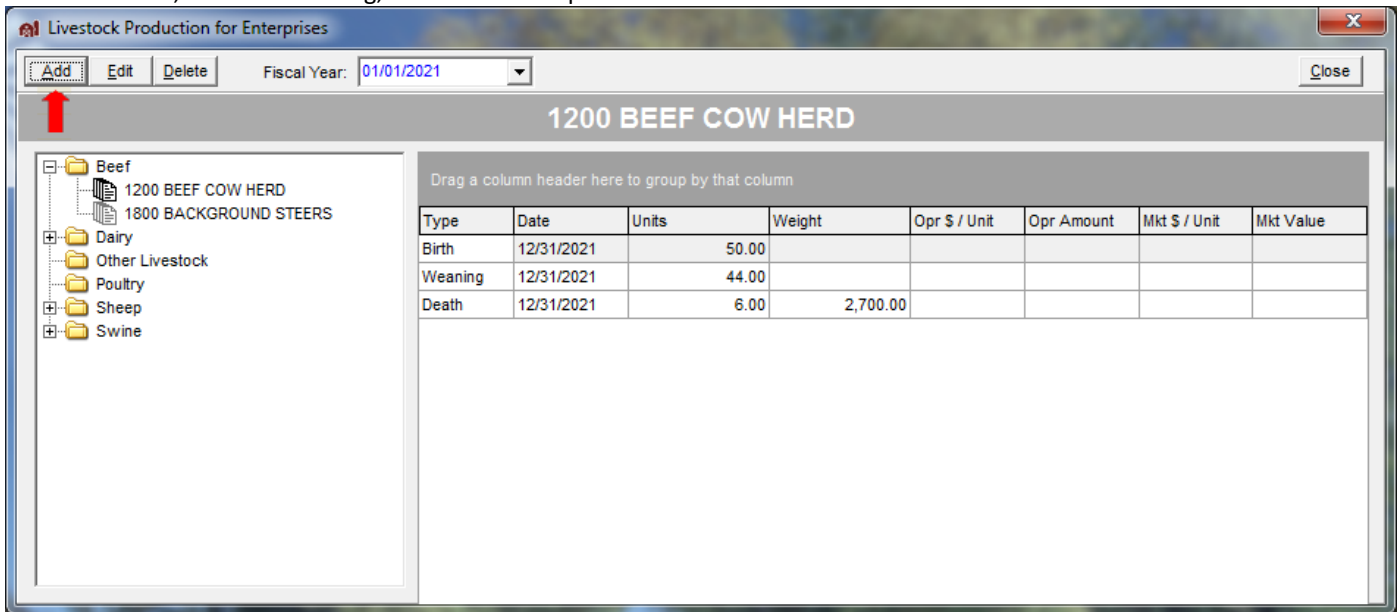 Livestock Production for Enterprises
X
Add Edit Delete Fiscal Year: 01/01/2021 Close
1200 BEEF COW HERD
Beef
1200 BEEF COW HERD
1800 BACKGROUND STEERS
Dairy
Other Livestock
Poultry
Sheep
Swine
Drag a column header here to group by that column
Type Date Units Weight Opr $ / Unit Opr Amount Mkt $ / Unit Mkt Value
Birth 12/31/2021 50.00
Weaning 12/31/2021 44.00
Death 12/31/2021 6.00 2,700.00